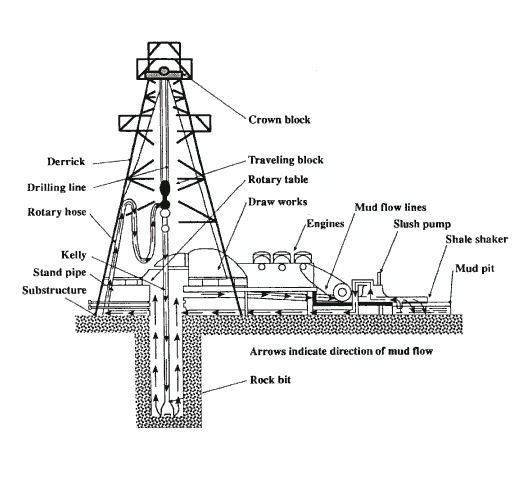 Crown block
Derrick
Traveling block
Drilling line
Rotary table
Rotary hose
Draw works
Mud flow lines
Engines
Slush pump
Shale shaker
Kelly
Mud pit
Stand pipe
Substructure
Arrows indicate direction of mud flow
Rock bit